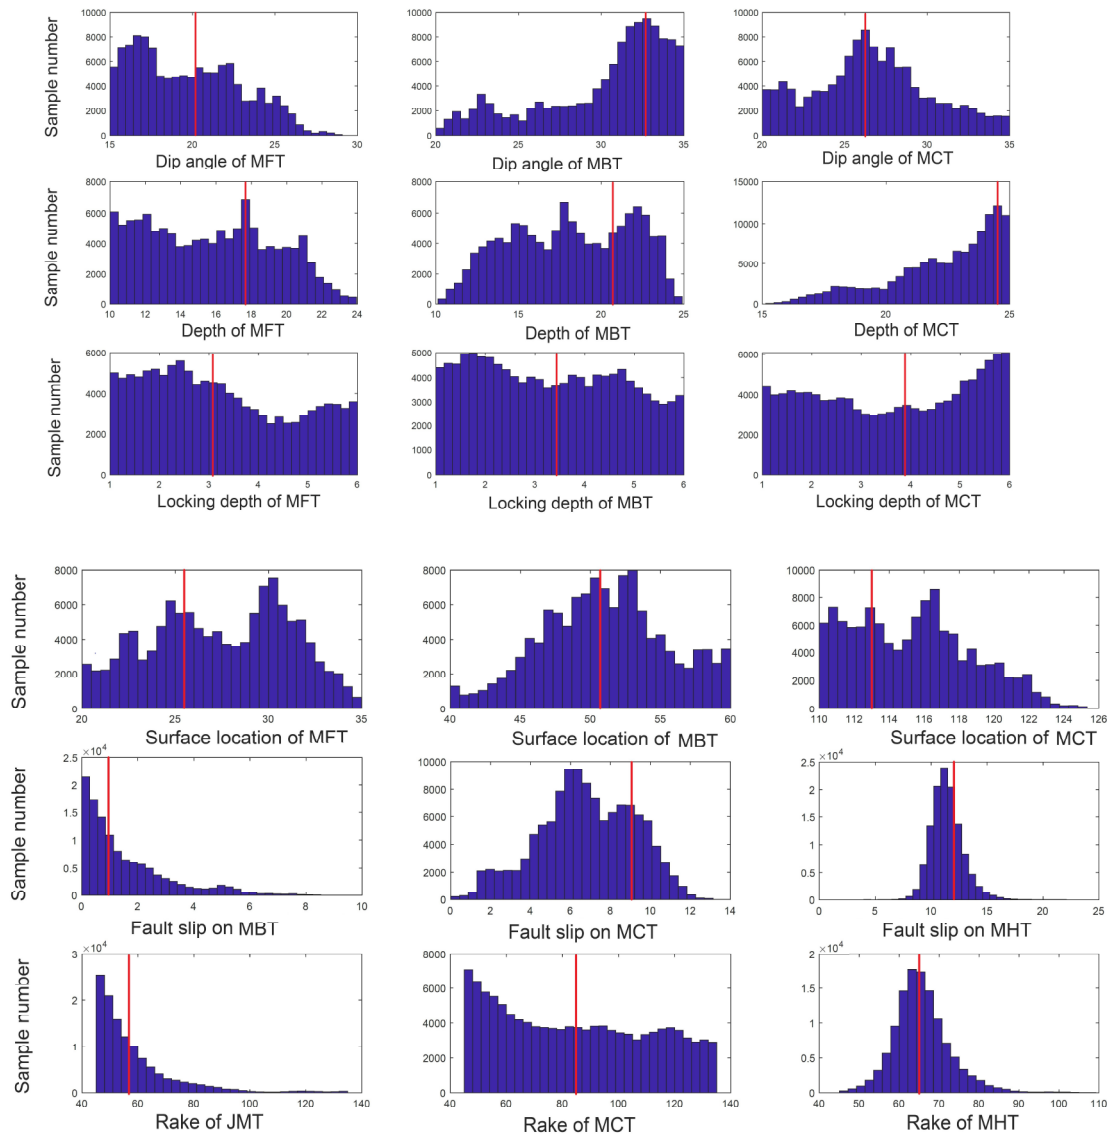 10000
8000
6000
4000
2000
0
Sample number
15 20 25 30
Dip angle of MFT
10000
8000
6000
4000
2000
0
20 25 30 35
Dip angle of MBT
10000
8000
6000
4000
2000
0
20 25 30 35
Dip angle of MCT
8000
6000
4000
2000
0
Sample number
10 12 14 16 18 20 22 24
Depth of MFT
8000
6000
4000
2000
0
10 15 20 25
Depth of MBT
15000
10000
5000
0
15 20 25
Depth of MCT
6000
4000
2000
0
Sample number
1 2 3 4 5 6
Locking depth of MFT
6000
5000
4000
3000
2000
1000
0
1 2 3 4 5 6
Locking depth of MBT
6000
4000
2000
0
1 2 3 4 5 6
Locking depth of MCT
8000
6000
4000
2000
0
Sample number
20 25 30 35
Surface location of MFT
8000
6000
4000
2000
0
40 45 50 55 60
Surface location of MBT
10000
8000
6000
4000
2000
0
110 112 114 116 118 120 122 124 126
Surface location of MCT
×10⁴
2.5
2
1.5
1
0.5
0
Sample number
0 2 4 6 8 10
Fault slip on MBT
10000
8000
6000
4000
2000
0
0 2 4 6 8 10 12 14
Fault slip on MCT
×10⁴
2.5
2
1.5
1
0.5
0
0 5 10 15 20 25
Fault slip on MHT
×10⁴
3
2
1
0
Sample number
40 60 80 100 120 140
Rake of JMT
8000
6000
4000
2000
0
40 60 80 100 120 140
Rake of MCT
×10⁴
2
1.5
1
0.5
0
40 50 60 70 80 90 100 110
Rake of MHT